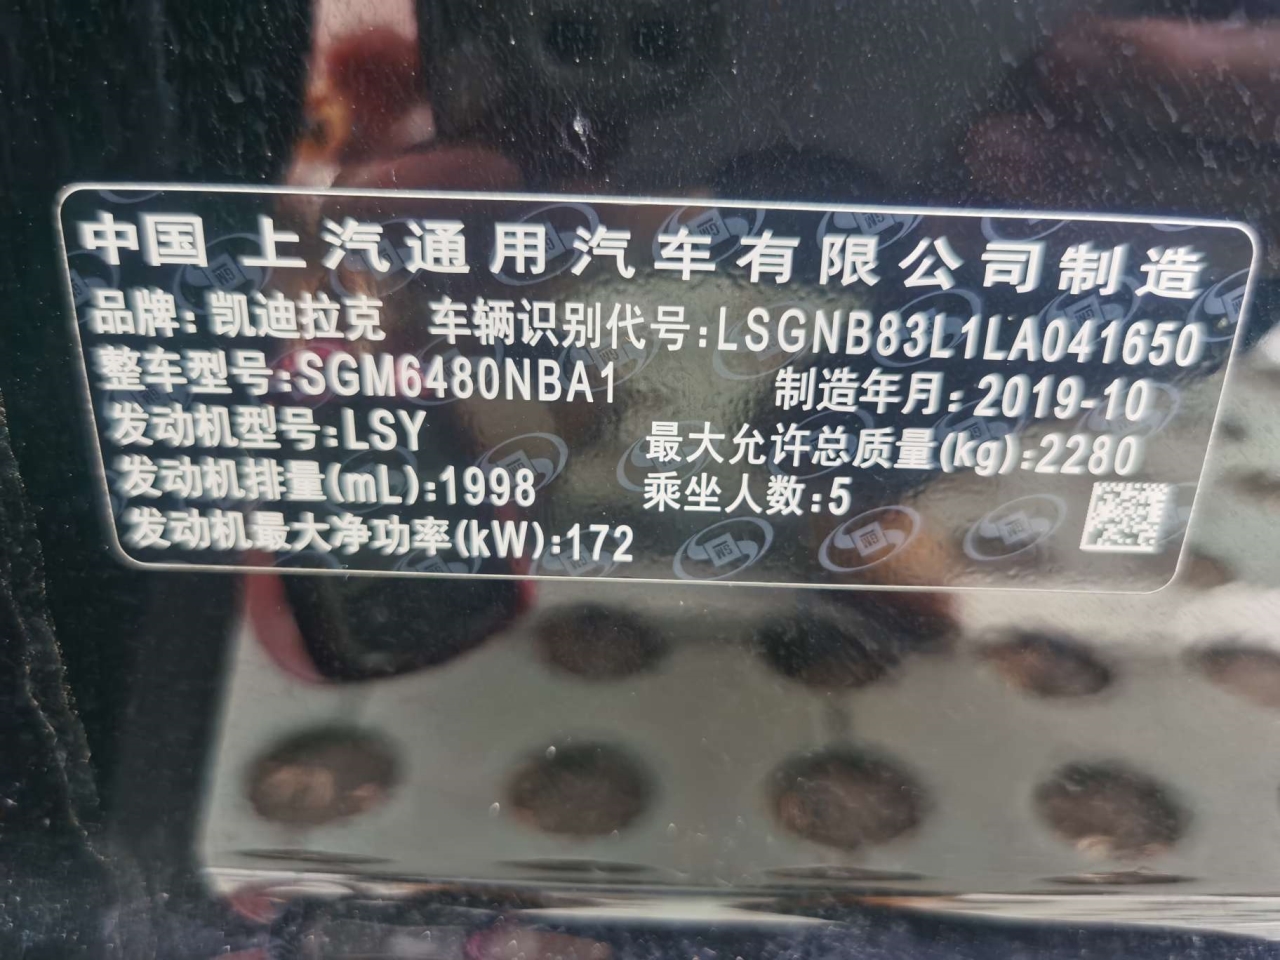 中国 上汽通用汽车有限公司制造
品牌: 凯迪拉克 车辆识别代号:LSGNB83L1LA041650
整车型号:SGM6480NBA1 制造年月: 2019-10
发动机型号:LSY 最大允许总质量(kg):2280
发动机排量(mL):1998 乘坐人数:5
发动机最大净功率(kW):172